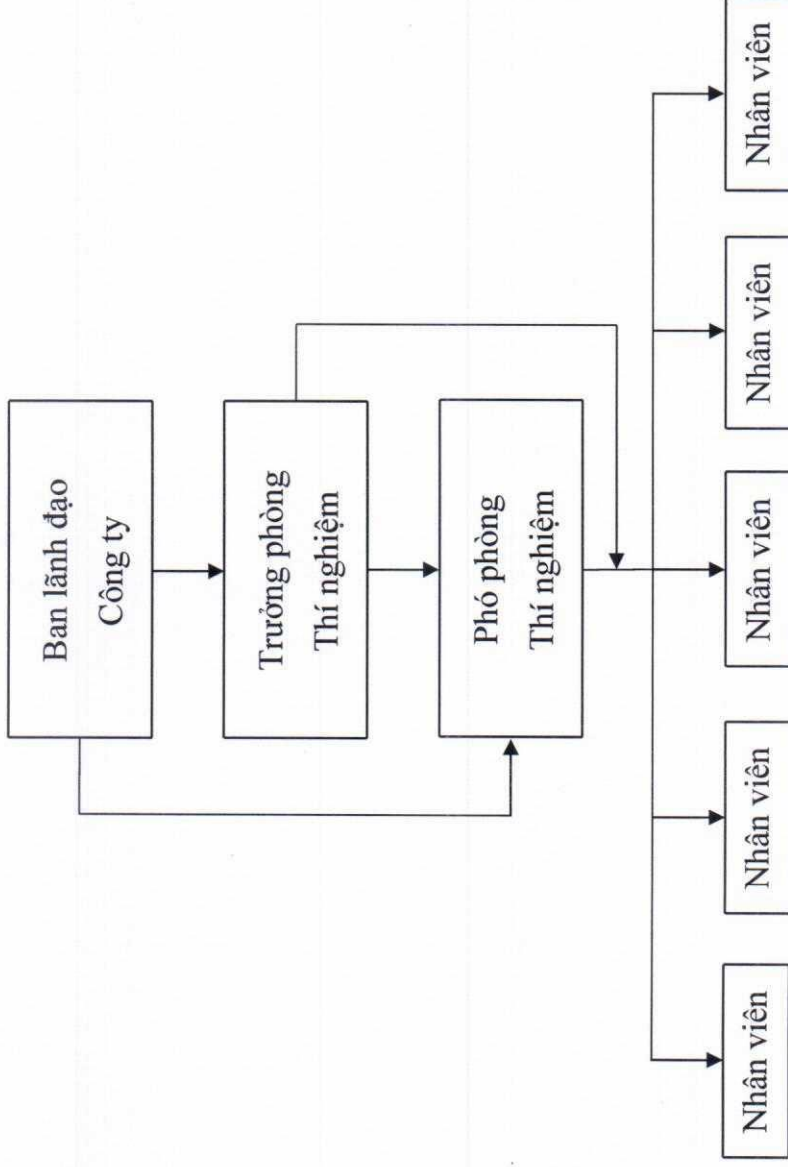 Ban lãnh đạo
Công ty
Trưởng phòng
Thí nghiệm
Phó phòng
Thí nghiệm
Nhân viên
Nhân viên
Nhân viên
Nhân viên
Nhân viên